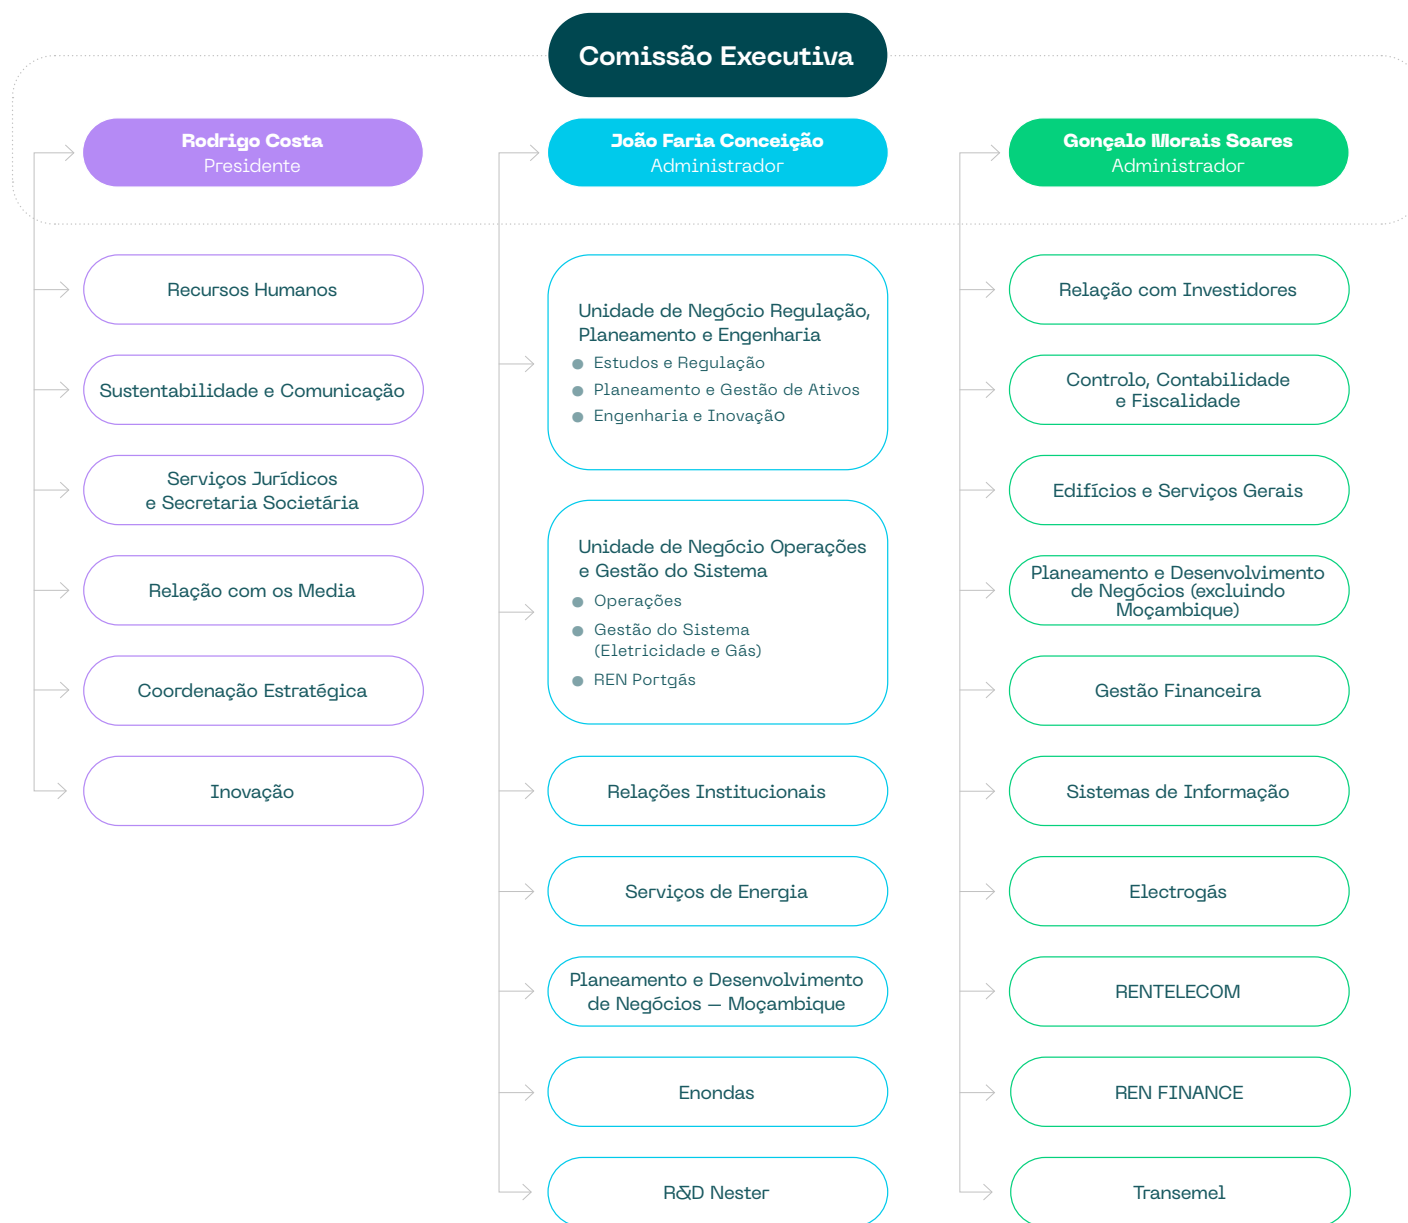 Comissão Executiva
Rodrigo Costa
Presidente
Recursos Humanos
Sustentabilidade e Comunicação
Serviços Jurídicos
e Secretaria Societária
Relação com os Media
Coordenação Estratégica
Inovação
João Faria Conceição
Administrador
Unidade de Negócio Regulação,
Planeamento e Engenharia
Estudos e Regulação
Planeamento e Gestão de Ativos
Engenharia e Inovação
Unidade de Negócio Operações
e Gestão do Sistema
Operações
Gestão do Sistema
(Eletricidade e Gás)
REN Portgás
Relações Institucionais
Serviços de Energia
Planeamento e Desenvolvimento
de Negócios – Moçambique
Enondas
R&D Nester
Gonçalo Morais Soares
Administrador
Relação com Investidores
Controlo, Contabilidade
e Fiscalidade
Edifícios e Serviços Gerais
Planeamento e Desenvolvimento
de Negócios (excluindo
Moçambique)
Gestão Financeira
Sistemas de Informação
Electrogás
RENTELECOM
REN FINANCE
Transemel